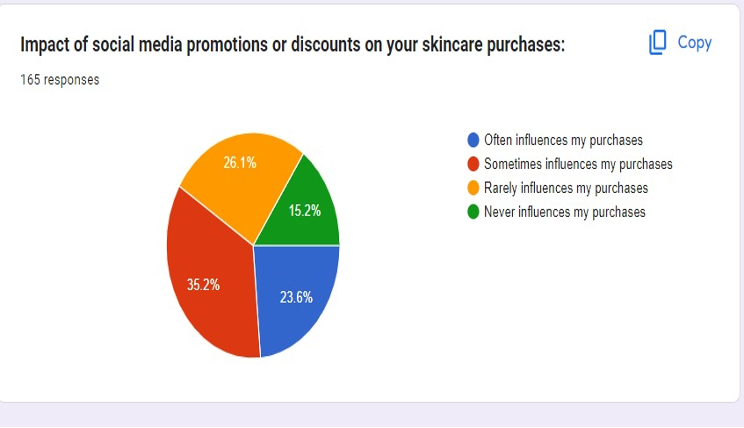 Impact of social media promotions or discounts on your skincare purchases:
Copy
165 responses
Often influences my purchases
Sometimes influences my purchases
Rarely influences my purchases
Never influences my purchases
26.1%
15.2%
35.2%
23.6%